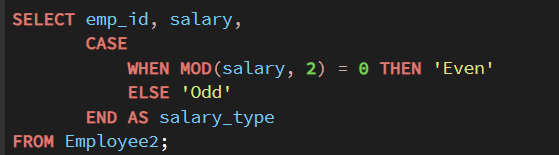 SELECT emp_id, salary,
       CASE
           WHEN MOD(salary, 2) = 0 THEN 'Even'
           ELSE 'Odd'
       END AS salary_type
FROM Employee2;